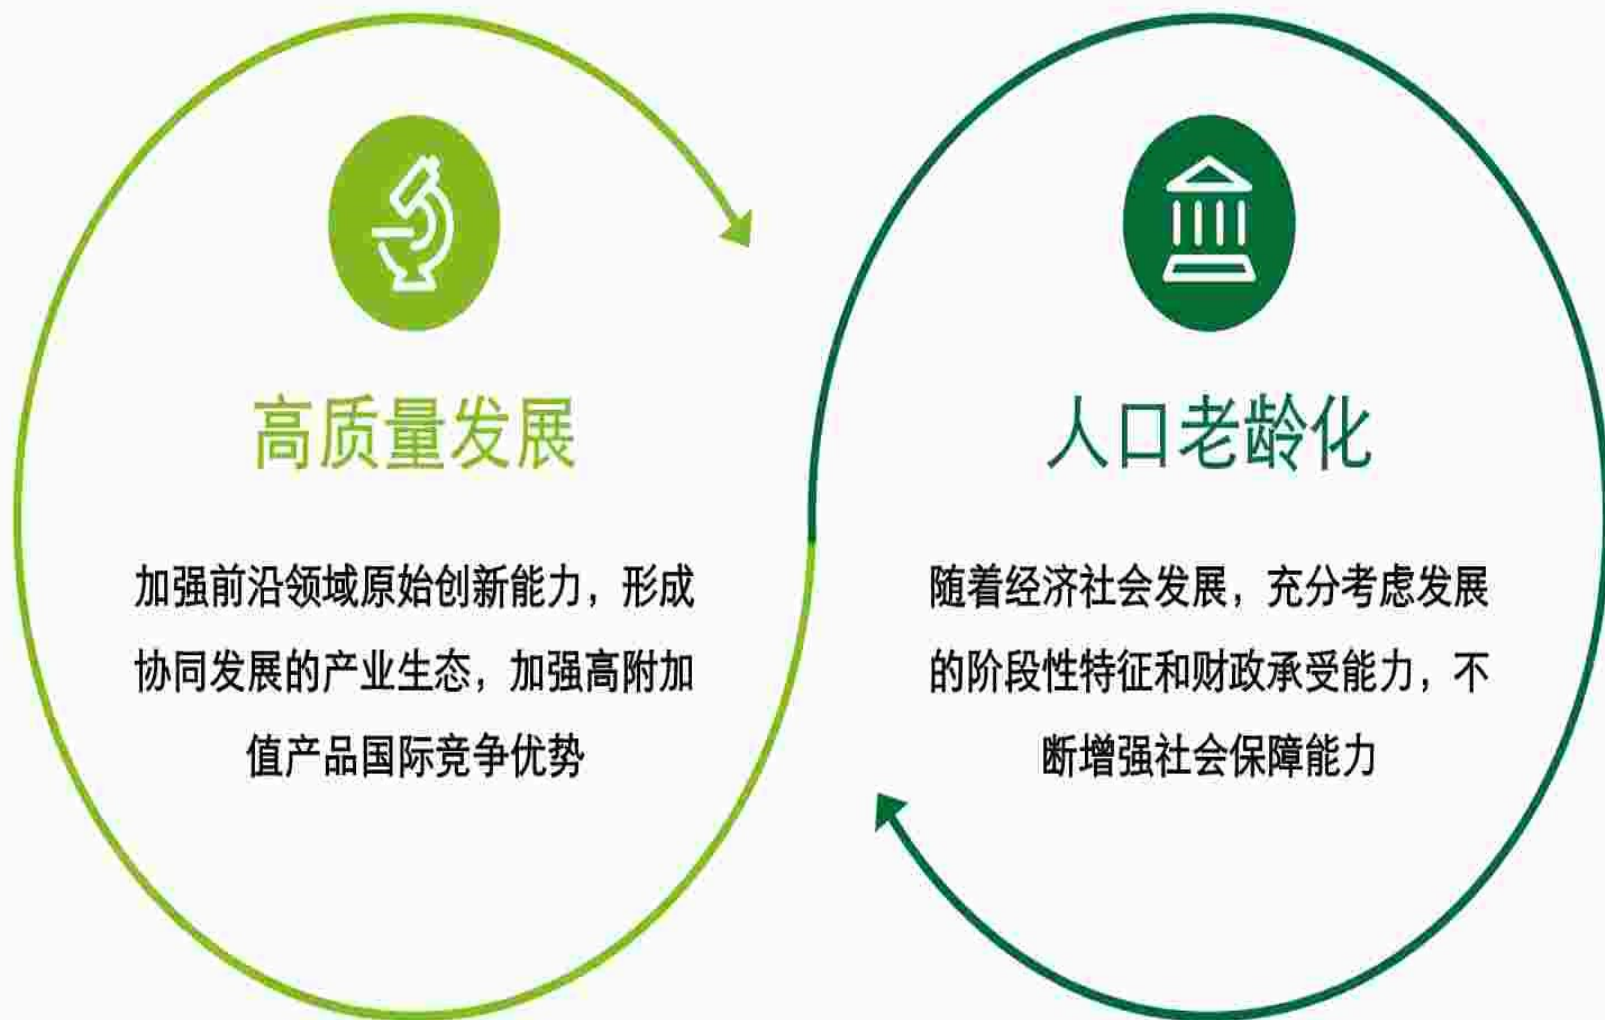 高质量发展
加强前沿领域原始创新能力，形成
协同发展的产业生态，加强高附加
值产品国际竞争优势
人口老龄化
随着经济社会发展，充分考虑发展
的阶段性特征和财政承受能力，不
断增强社会保障能力